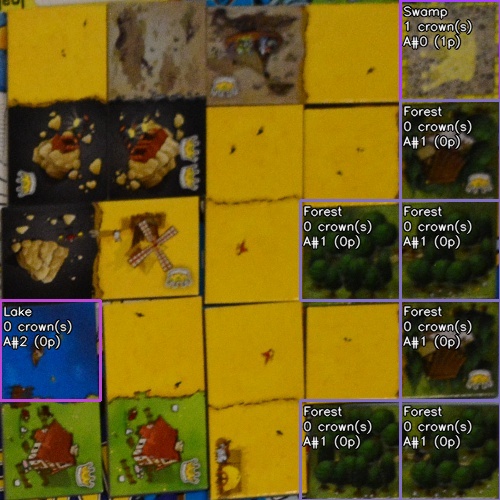 Swamp
1 crown(s)
A#0 (1p)
Forest
0 crown(s)
A#1 (0p)
Forest
0 crown(s)
A#1 (0p)
Forest
0 crown(s)
A#1 (0p)
Lake
0 crown(s)
A#2 (0p)
Forest
0 crown(s)
A#1 (0p)
Forest
0 crown(s)
A#1 (0p)
Forest
0 crown(s)
A#1 (0p)